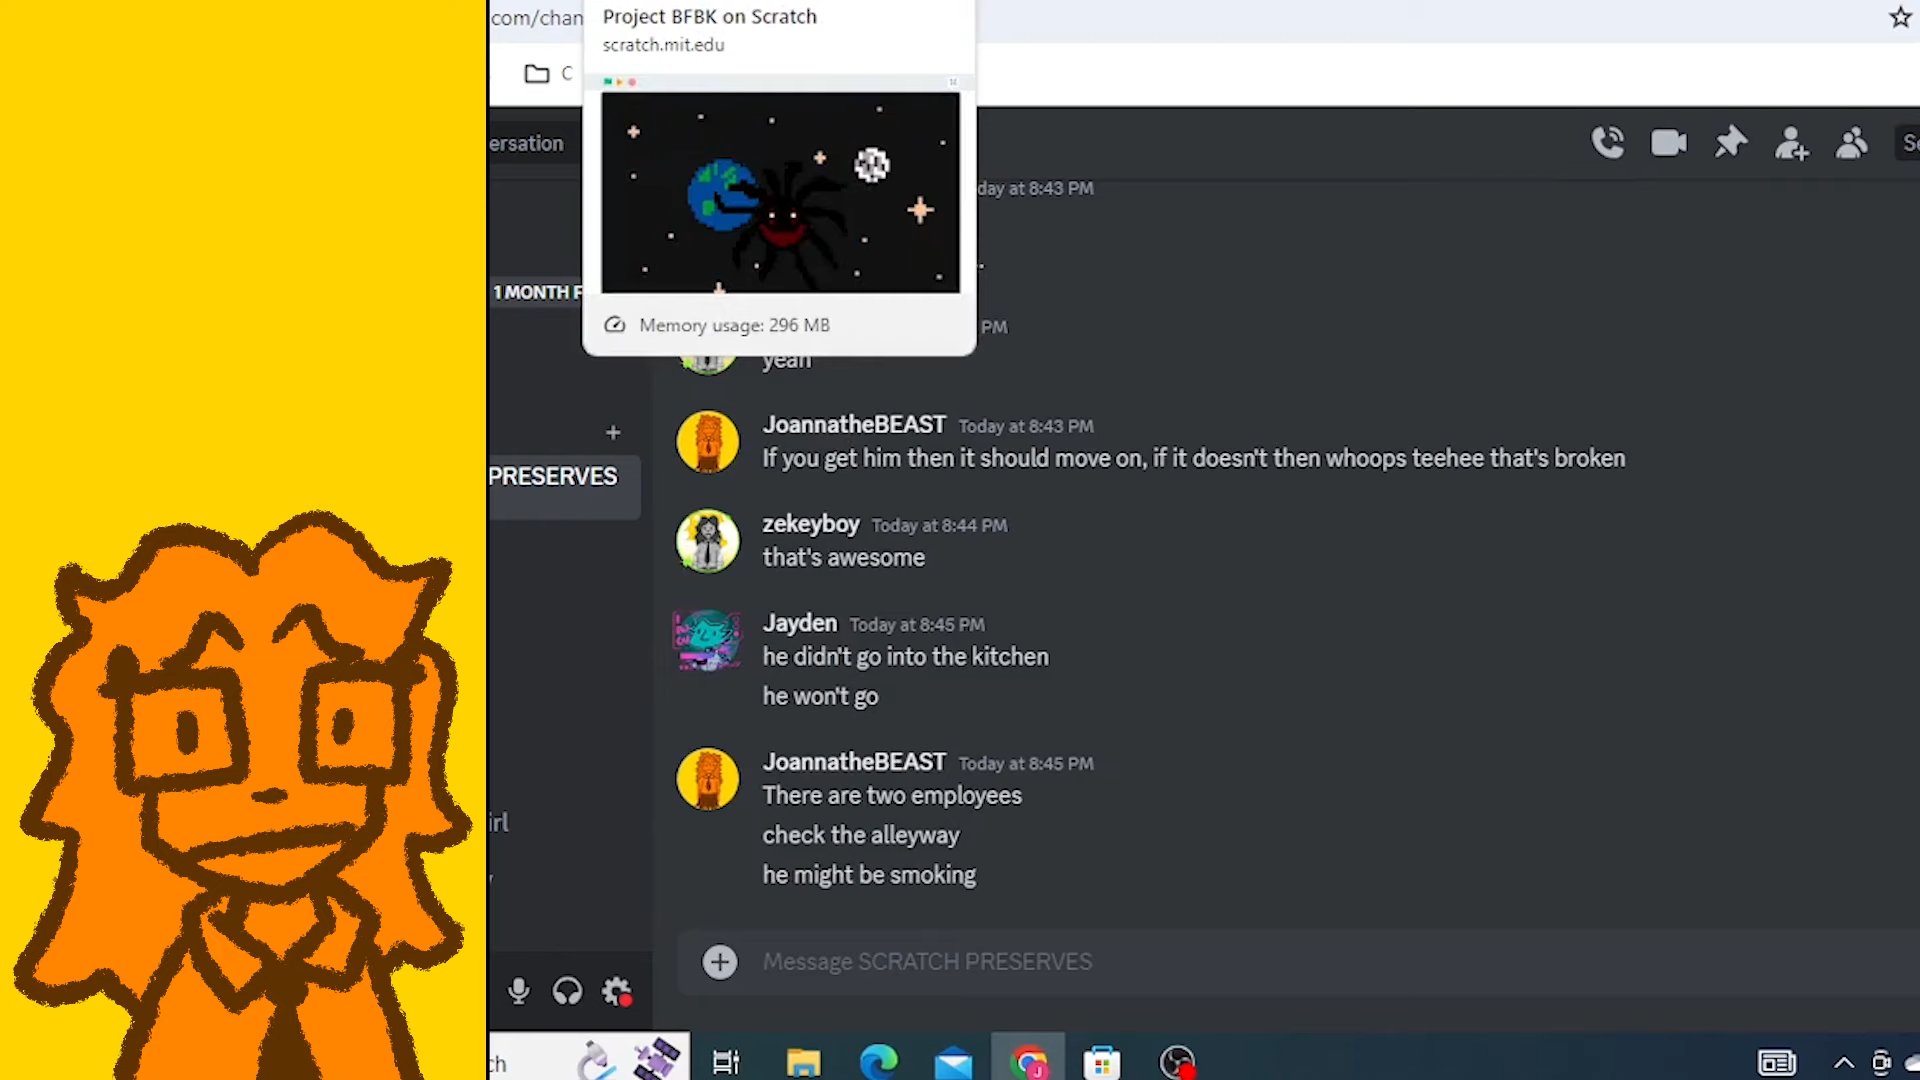 com/chan
Project BFBK on Scratch
scratch.mit.edu
C
ersation
Se
day at 8:43 PM
1 MONTH F
Memory usage: 296 MB
PM
yeah
JoannatheBEAST Today at 8:43 PM
If you get him then it should move on, if it doesn't then whoops teehee that's broken
PRESERVES
zekeyboy Today at 8:44 PM
that's awesome
Jayden Today at 8:45 PM
he didn't go into the kitchen
he won't go
JoannatheBEAST Today at 8:45 PM
There are two employees
irl
check the alleyway
he might be smoking
Message SCRATCH PRESERVES
ch